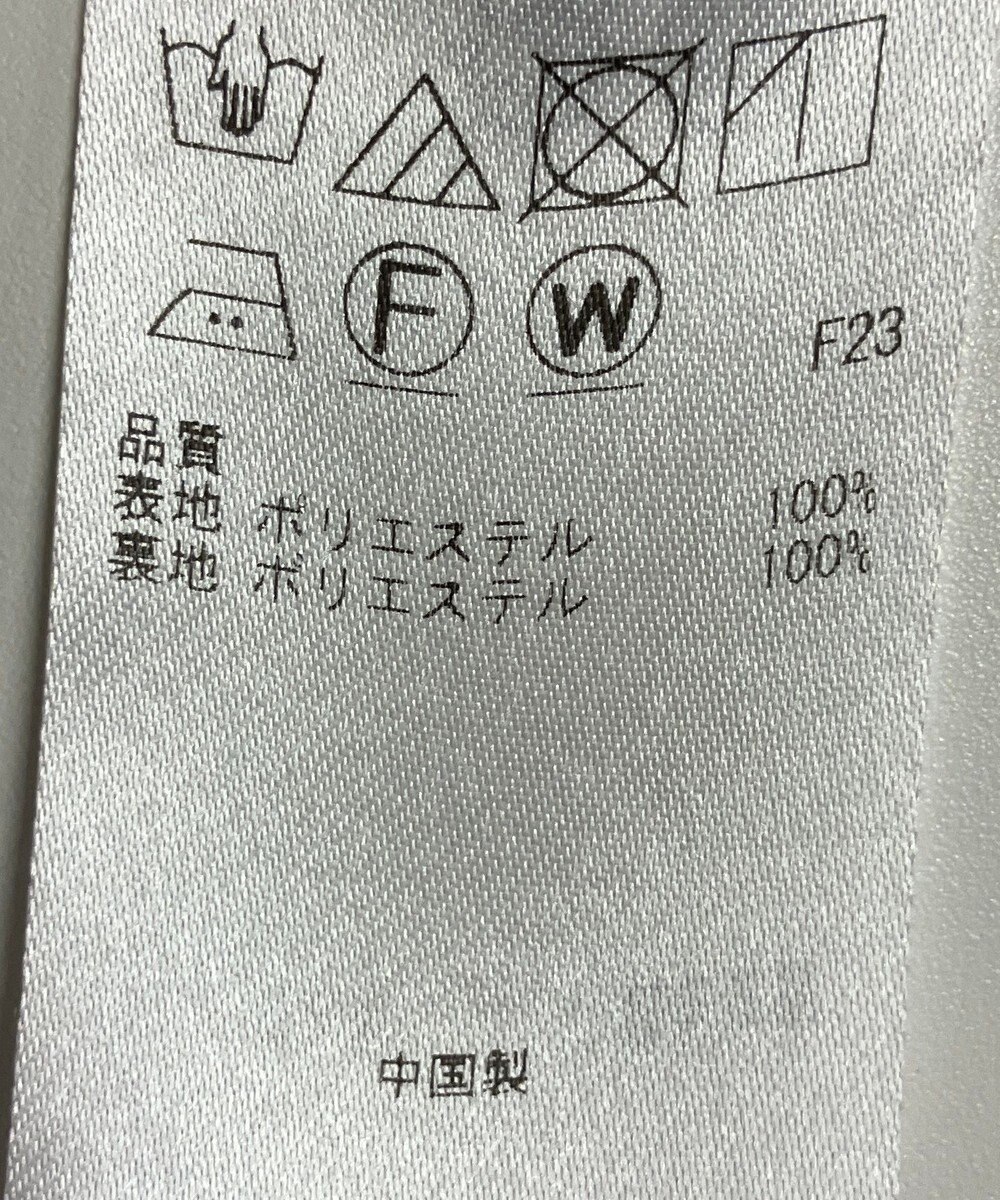 F W F23
品質
表地 ポリエステル 100%
裏地 ポリエステル 100%
中国製